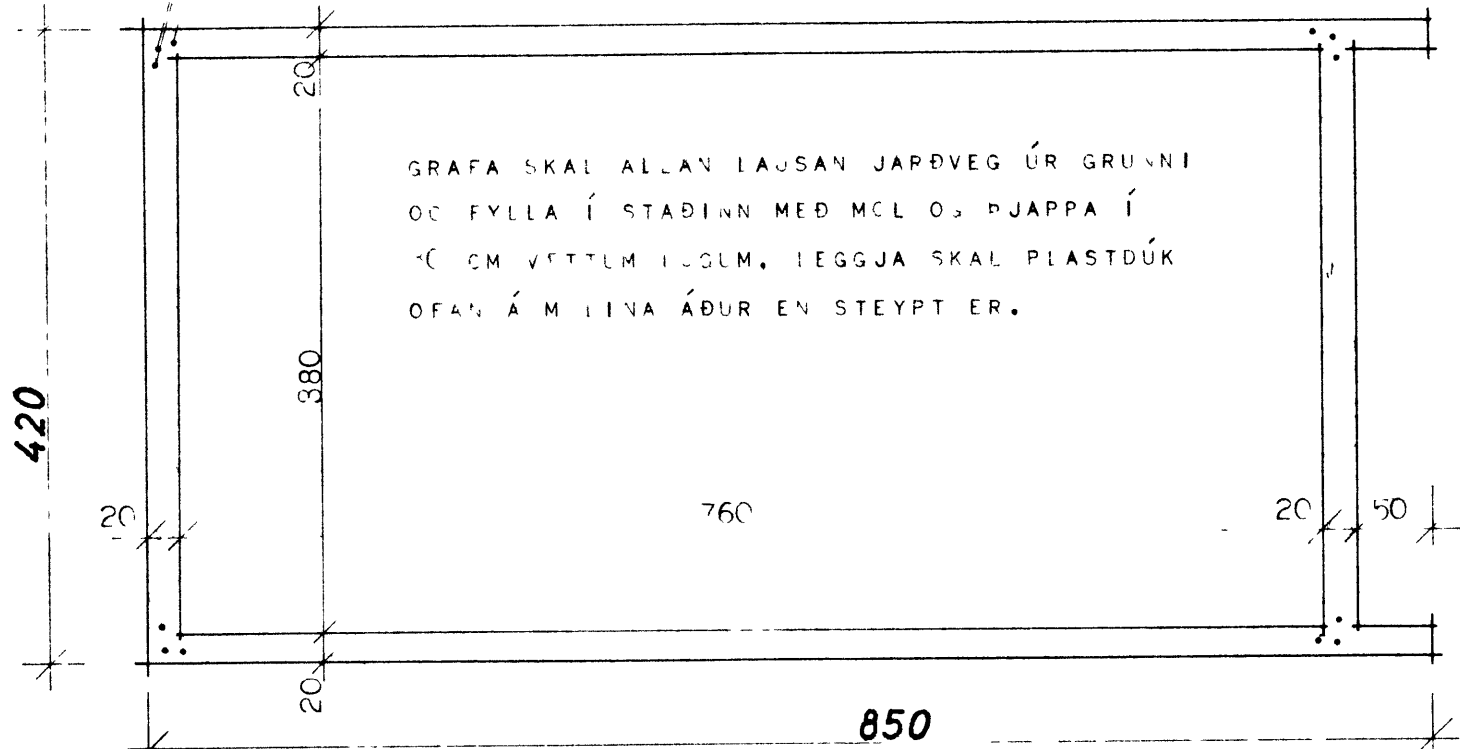 20
GRAFA SKAL ALLAN LAUSAN JARÐVEG ÚR GRUNNI
OG FYLLA Í STAÐINN MEÐ MÖL OG ÞJAPPA Í
CM LÖGUM. LEGGJA SKAL PLASTDÚK
OFAN Á MÖLINA ÁÐUR EN STEYPT ER.
380
420
20
760
20
50
20
850